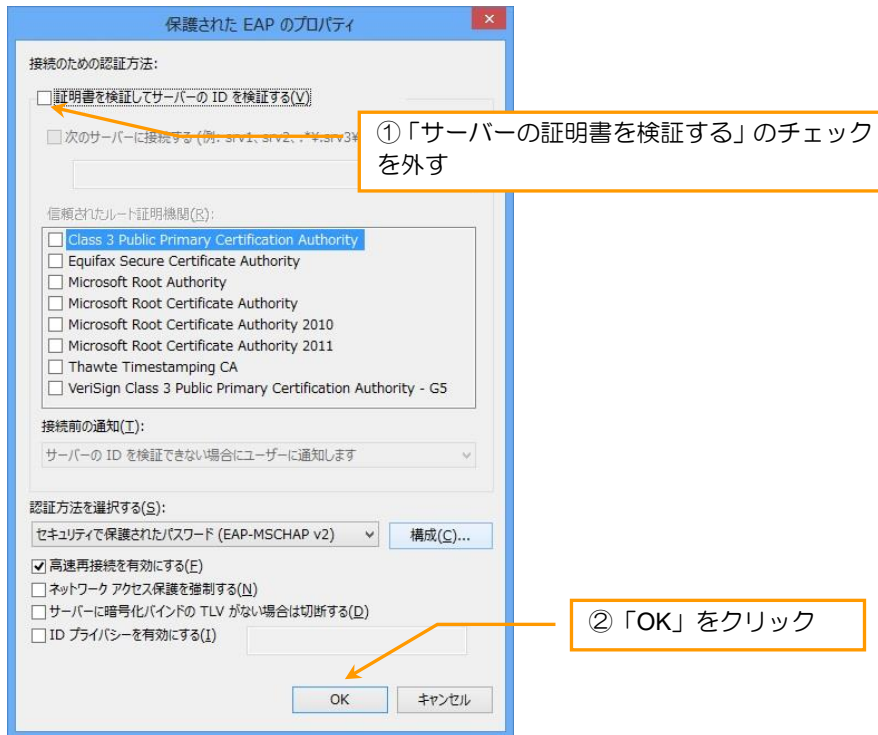 保護された EAP のプロパティ
×
接続のための認証方法:
証明書を検証してサーバーの ID を検証する(V)
①「サーバーの証明書を検証する」のチェック
を外す
次のサーバーに接続する (例: srv1、srv2、.*¥.srv3¥
信頼されたルート証明機関(R):
Class 3 Public Primary Certification Authority
Equifax Secure Certificate Authority
Microsoft Root Authority
Microsoft Root Certificate Authority
Microsoft Root Certificate Authority 2010
Microsoft Root Certificate Authority 2011
Thawte Timestamping CA
VeriSign Class 3 Public Primary Certification Authority - G5
接続前の通知(T):
サーバーの ID を検証できない場合にユーザーに通知します
認証方法を選択する(S):
セキュリティで保護されたパスワード (EAP-MSCHAP v2) 構成(C)...
高速再接続を有効にする(F)
ネットワーク アクセス保護を強制する(N)
サーバーに暗号化バインドの TLV がない場合は切断する(D)
ID プライバシーを有効にする(I)
②「OK」をクリック
OK キャンセル